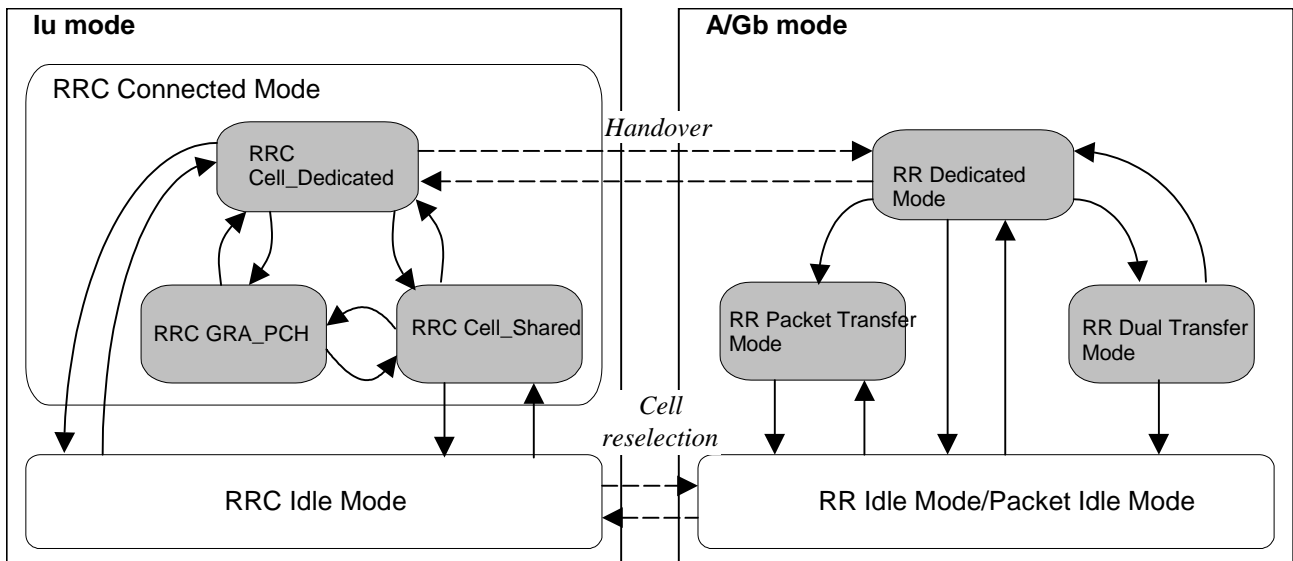 Iu mode
A/Gb mode
RRC Connected Mode
Handover
RRC
Cell_Dedicated
RR Dedicated
Mode
RRC GRA_PCH
RRC Cell_Shared
RR Packet Transfer
Mode
RR Dual Transfer
Mode
Cell
reselection
RRC Idle Mode
RR Idle Mode/Packet Idle Mode